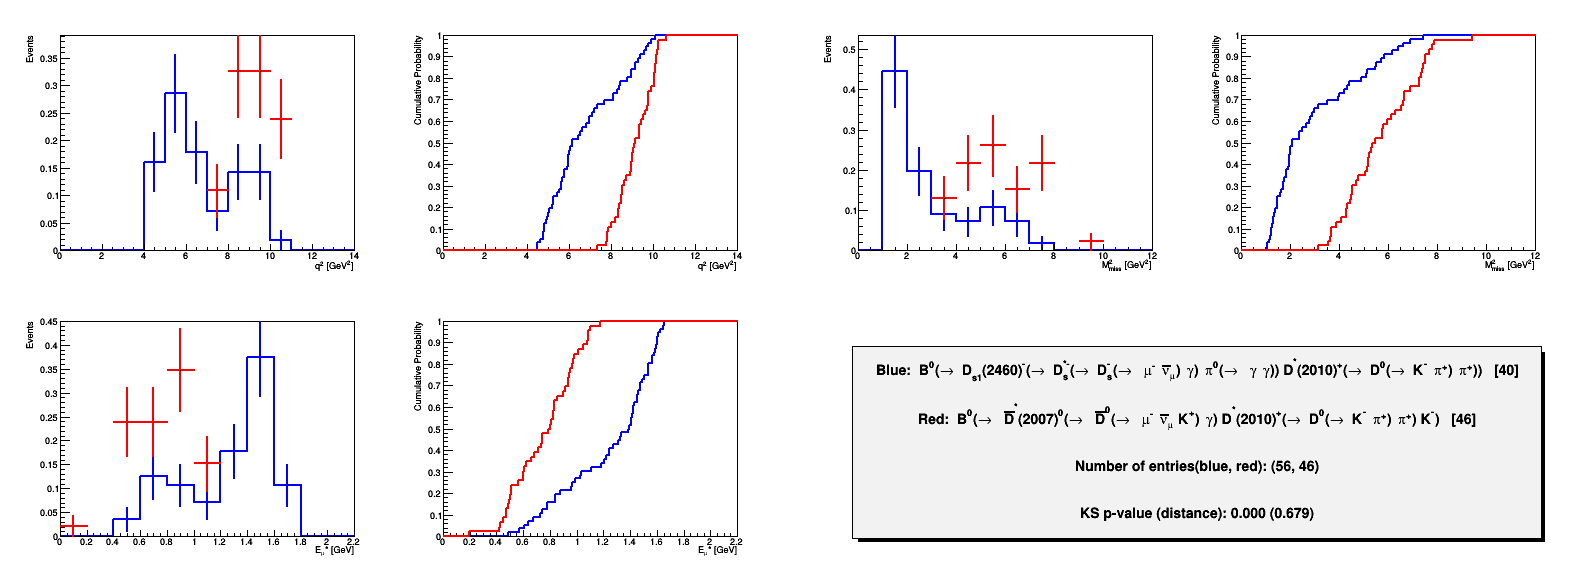 Events
0.35
0.3
0.25
0.2
0.15
0.1
0.05
0
0 2 4 6 8 10 12 14
q² [GeV²]
Cumulative Probability
1
0.9
0.8
0.7
0.6
0.5
0.4
0.3
0.2
0.1
0
0 2 4 6 8 10 12 14
q² [GeV²]
Events
0.5
0.4
0.3
0.2
0.1
0
0 2 4 6 8 10 12
M²miss [GeV²]
Cumulative Probability
1
0.9
0.8
0.7
0.6
0.5
0.4
0.3
0.2
0.1
0
0 2 4 6 8 10 12
M²miss [GeV²]
Events
0.45
0.4
0.35
0.3
0.25
0.2
0.15
0.1
0.05
0
0 0.2 0.4 0.6 0.8 1 1.2 1.4 1.6 1.8 2 2.2
Eμ* [GeV]
Cumulative Probability
1
0.9
0.8
0.7
0.6
0.5
0.4
0.3
0.2
0.1
0
0 0.2 0.4 0.6 0.8 1 1.2 1.4 1.6 1.8 2 2.2
Eμ* [GeV]
Blue: B⁰(→ Ds1(2460)⁻(→ Ds*⁻(→ Ds⁻(→ μ⁻ ν̅μ) γ) π⁰(→ γ γ)) D*(2010)⁺(→ D⁰(→ K⁻ π⁺) π⁺)) [40]
Red: B⁰(→ D̅*(2007)⁰(→ D̅⁰(→ μ⁻ ν̅μ K⁺) γ) D*(2010)⁺(→ D⁰(→ K⁻ π⁺) π⁺) K⁻) [46]
Number of entries(blue, red): (56, 46)
KS p-value (distance): 0.000 (0.679)